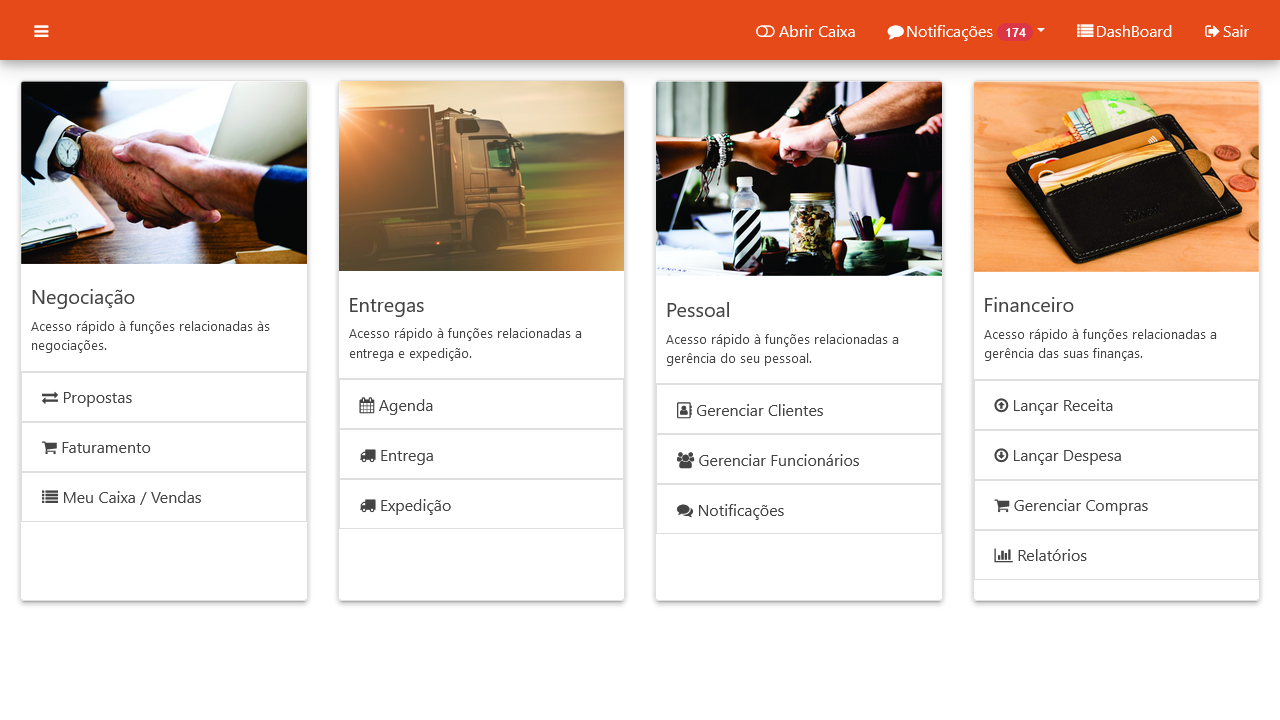 Abrir Caixa
Notificações 174
DashBoard
Sair
Negociação
Acesso rápido à funções relacionadas às
negociações.
Propostas
Faturamento
Meu Caixa / Vendas
Entregas
Acesso rápido à funções relacionadas a
entrega e expedição.
Agenda
Entrega
Expedição
Pessoal
Acesso rápido à funções relacionadas a
gerência do seu pessoal.
Gerenciar Clientes
Gerenciar Funcionários
Notificações
Financeiro
Acesso rápido à funções relacionadas a
gerência das suas finanças.
Lançar Receita
Lançar Despesa
Gerenciar Compras
Relatórios